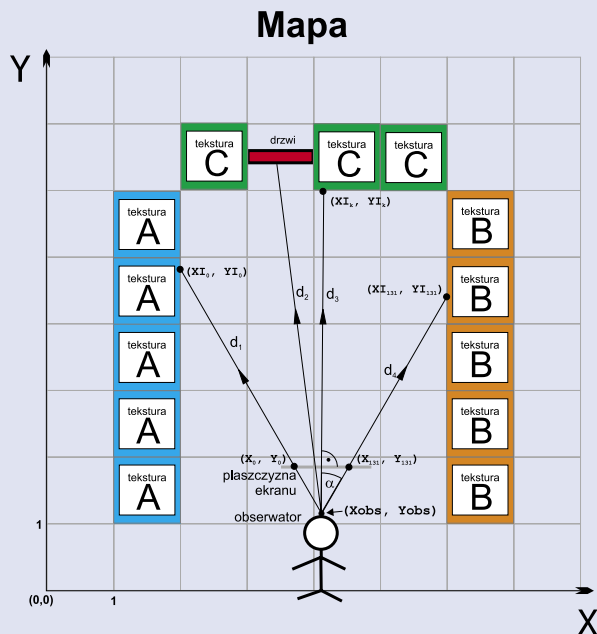 Mapa
Y
drzwi
tekstura
C
tekstura
C
tekstura
C
tekstura
A
(XIₖ, YIₖ)
tekstura
B
tekstura
A
(XI₀, YI₀)
(XI₁₃₁, YI₁₃₁)
tekstura
B
d₂
d₃
d₁
d₄
tekstura
A
tekstura
B
tekstura
A
tekstura
B
(X₀, Y₀)
(X₁₃₁, Y₁₃₁)
płaszczyzna
ekranu
α
tekstura
A
tekstura
B
obserwator
(Xobs, Yobs)
1
(0,0)
1
X